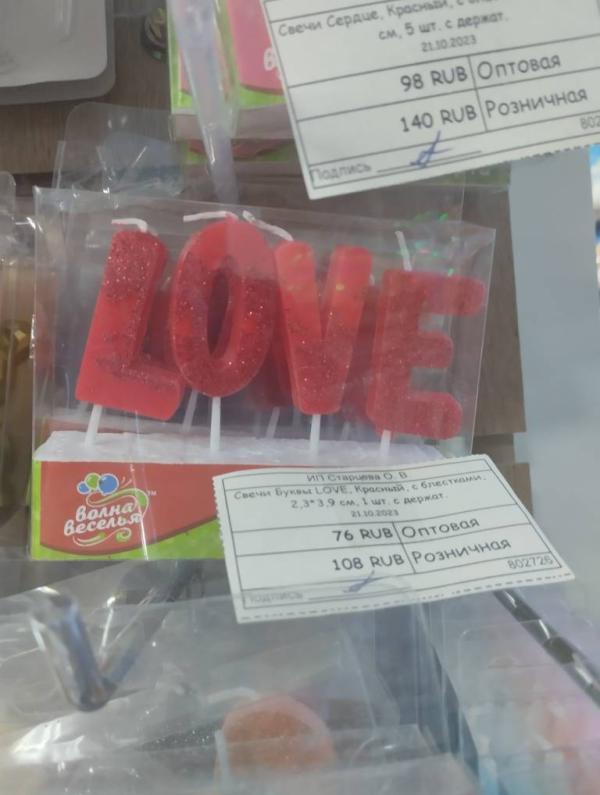 Свечи Сердце, Красный, с
см, 5 шт. с держат.
21.10.2023
98 RUB Оптовая
140 RUB Розничная
802
Подпись
LOVE
волна
веселья™
ИП Старцева О. В
Свечи Буквы LOVE, Красный, с блестками,
2,3*3,9 см, 1 шт. с держат.
21.10.2023
76 RUB Оптовая
108 RUB Розничная
802726
Подпись